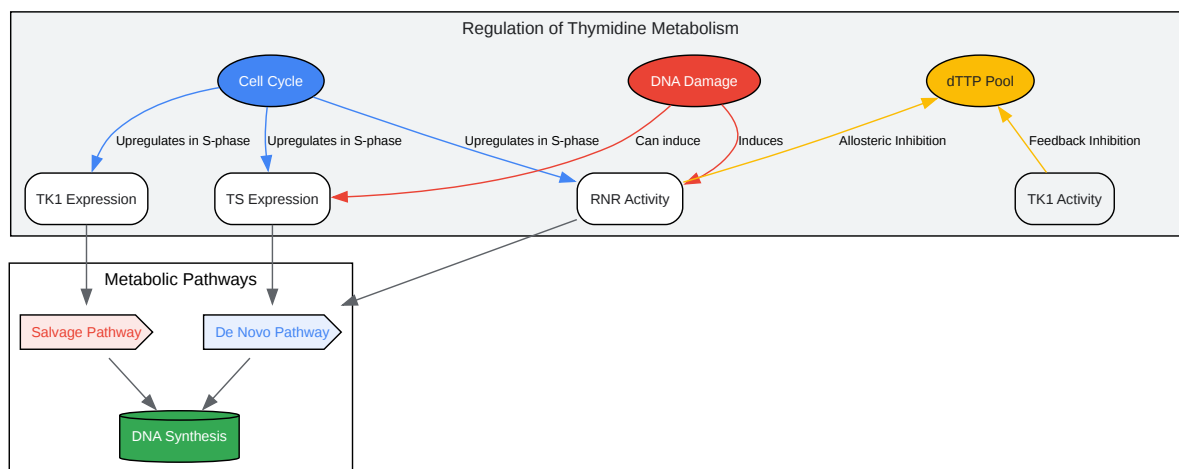 Regulation of Thymidine Metabolism
Cell Cycle
DNA Damage
dTTP Pool
Upregulates in S-phase
Upregulates in S-phase
Upregulates in S-phase
Can induce
Induces
Allosteric Inhibition
Feedback Inhibition
TK1 Expression
TS Expression
RNR Activity
TK1 Activity
Metabolic Pathways
Salvage Pathway
De Novo Pathway
DNA Synthesis